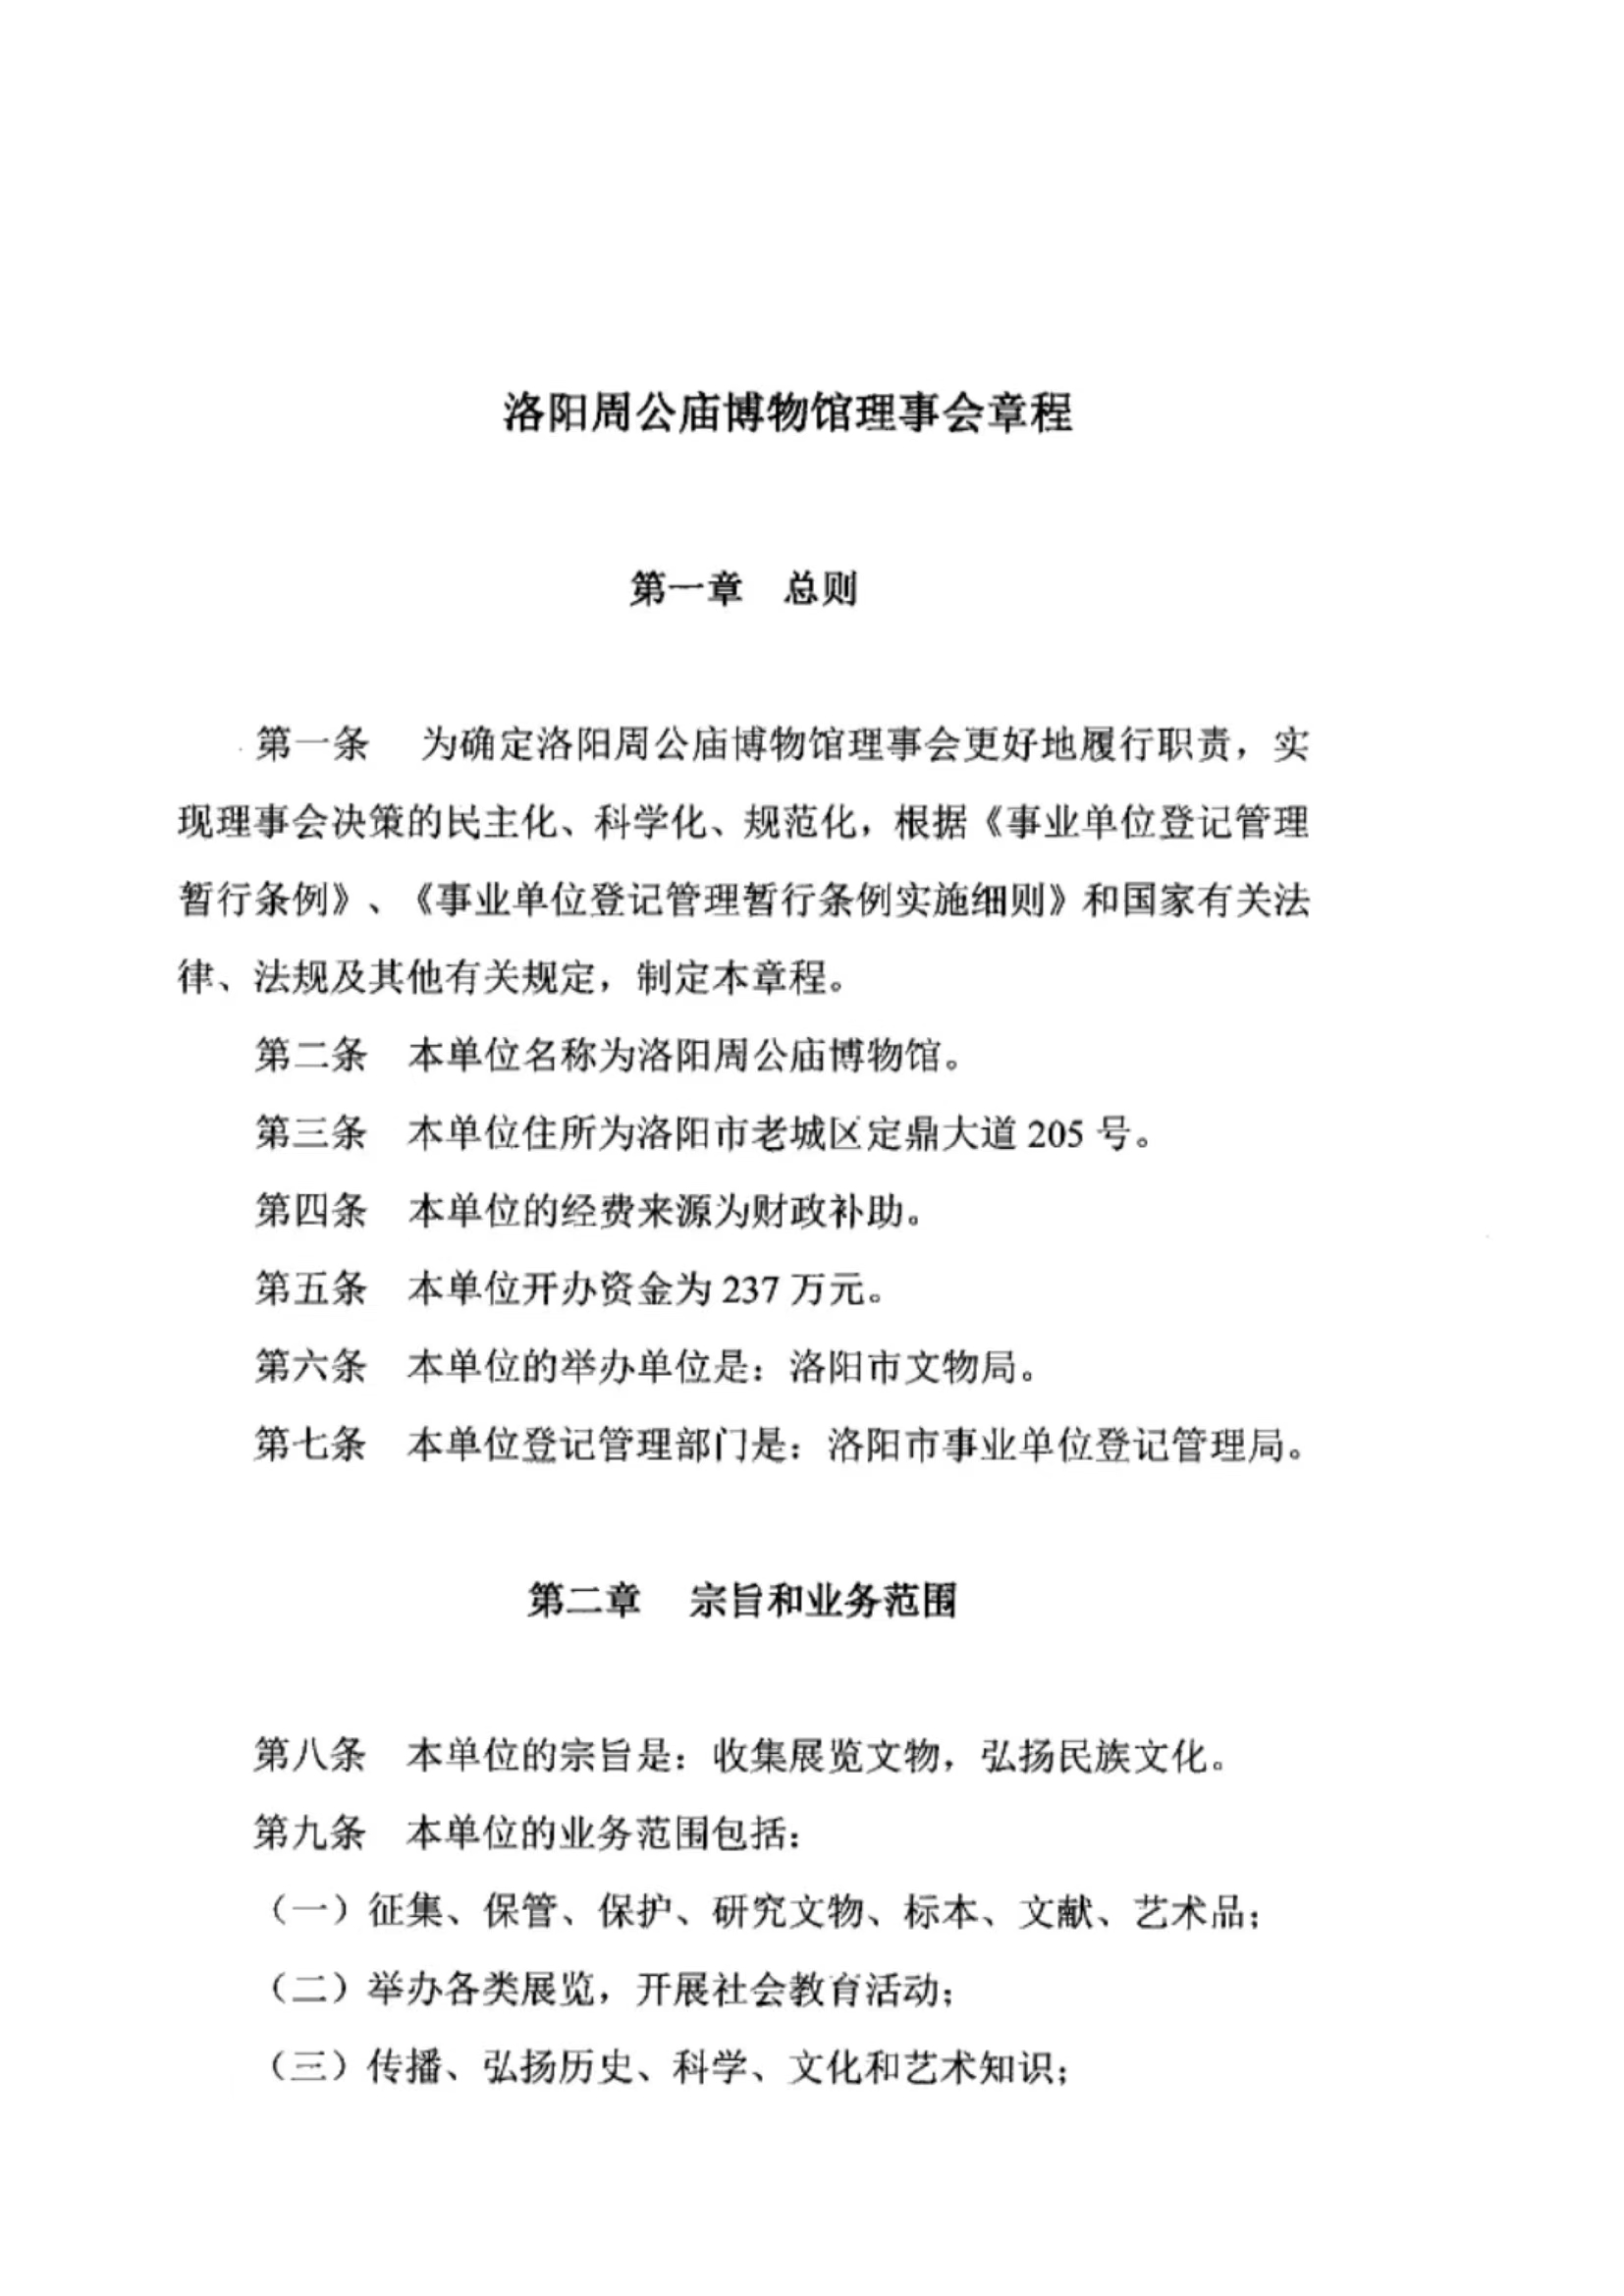 洛阳周公庙博物馆理事会章程
第一章 总则
第一条 为确定洛阳周公庙博物馆理事会更好地履行职责，实
现理事会决策的民主化、科学化、规范化，根据《事业单位登记管理
暂行条例》、《事业单位登记管理暂行条例实施细则》和国家有关法
律、法规及其他有关规定，制定本章程。
第二条 本单位名称为洛阳周公庙博物馆。
第三条 本单位住所为洛阳市老城区定鼎大道 205 号。
第四条 本单位的经费来源为财政补助。
第五条 本单位开办资金为 237 万元。
第六条 本单位的举办单位是：洛阳市文物局。
第七条 本单位登记管理部门是：洛阳市事业单位登记管理局。
第二章 宗旨和业务范围
第八条 本单位的宗旨是：收集展览文物，弘扬民族文化。
第九条 本单位的业务范围包括：
（一）征集、保管、保护、研究文物、标本、文献、艺术品；
（二）举办各类展览，开展社会教育活动；
（三）传播、弘扬历史、科学、文化和艺术知识；